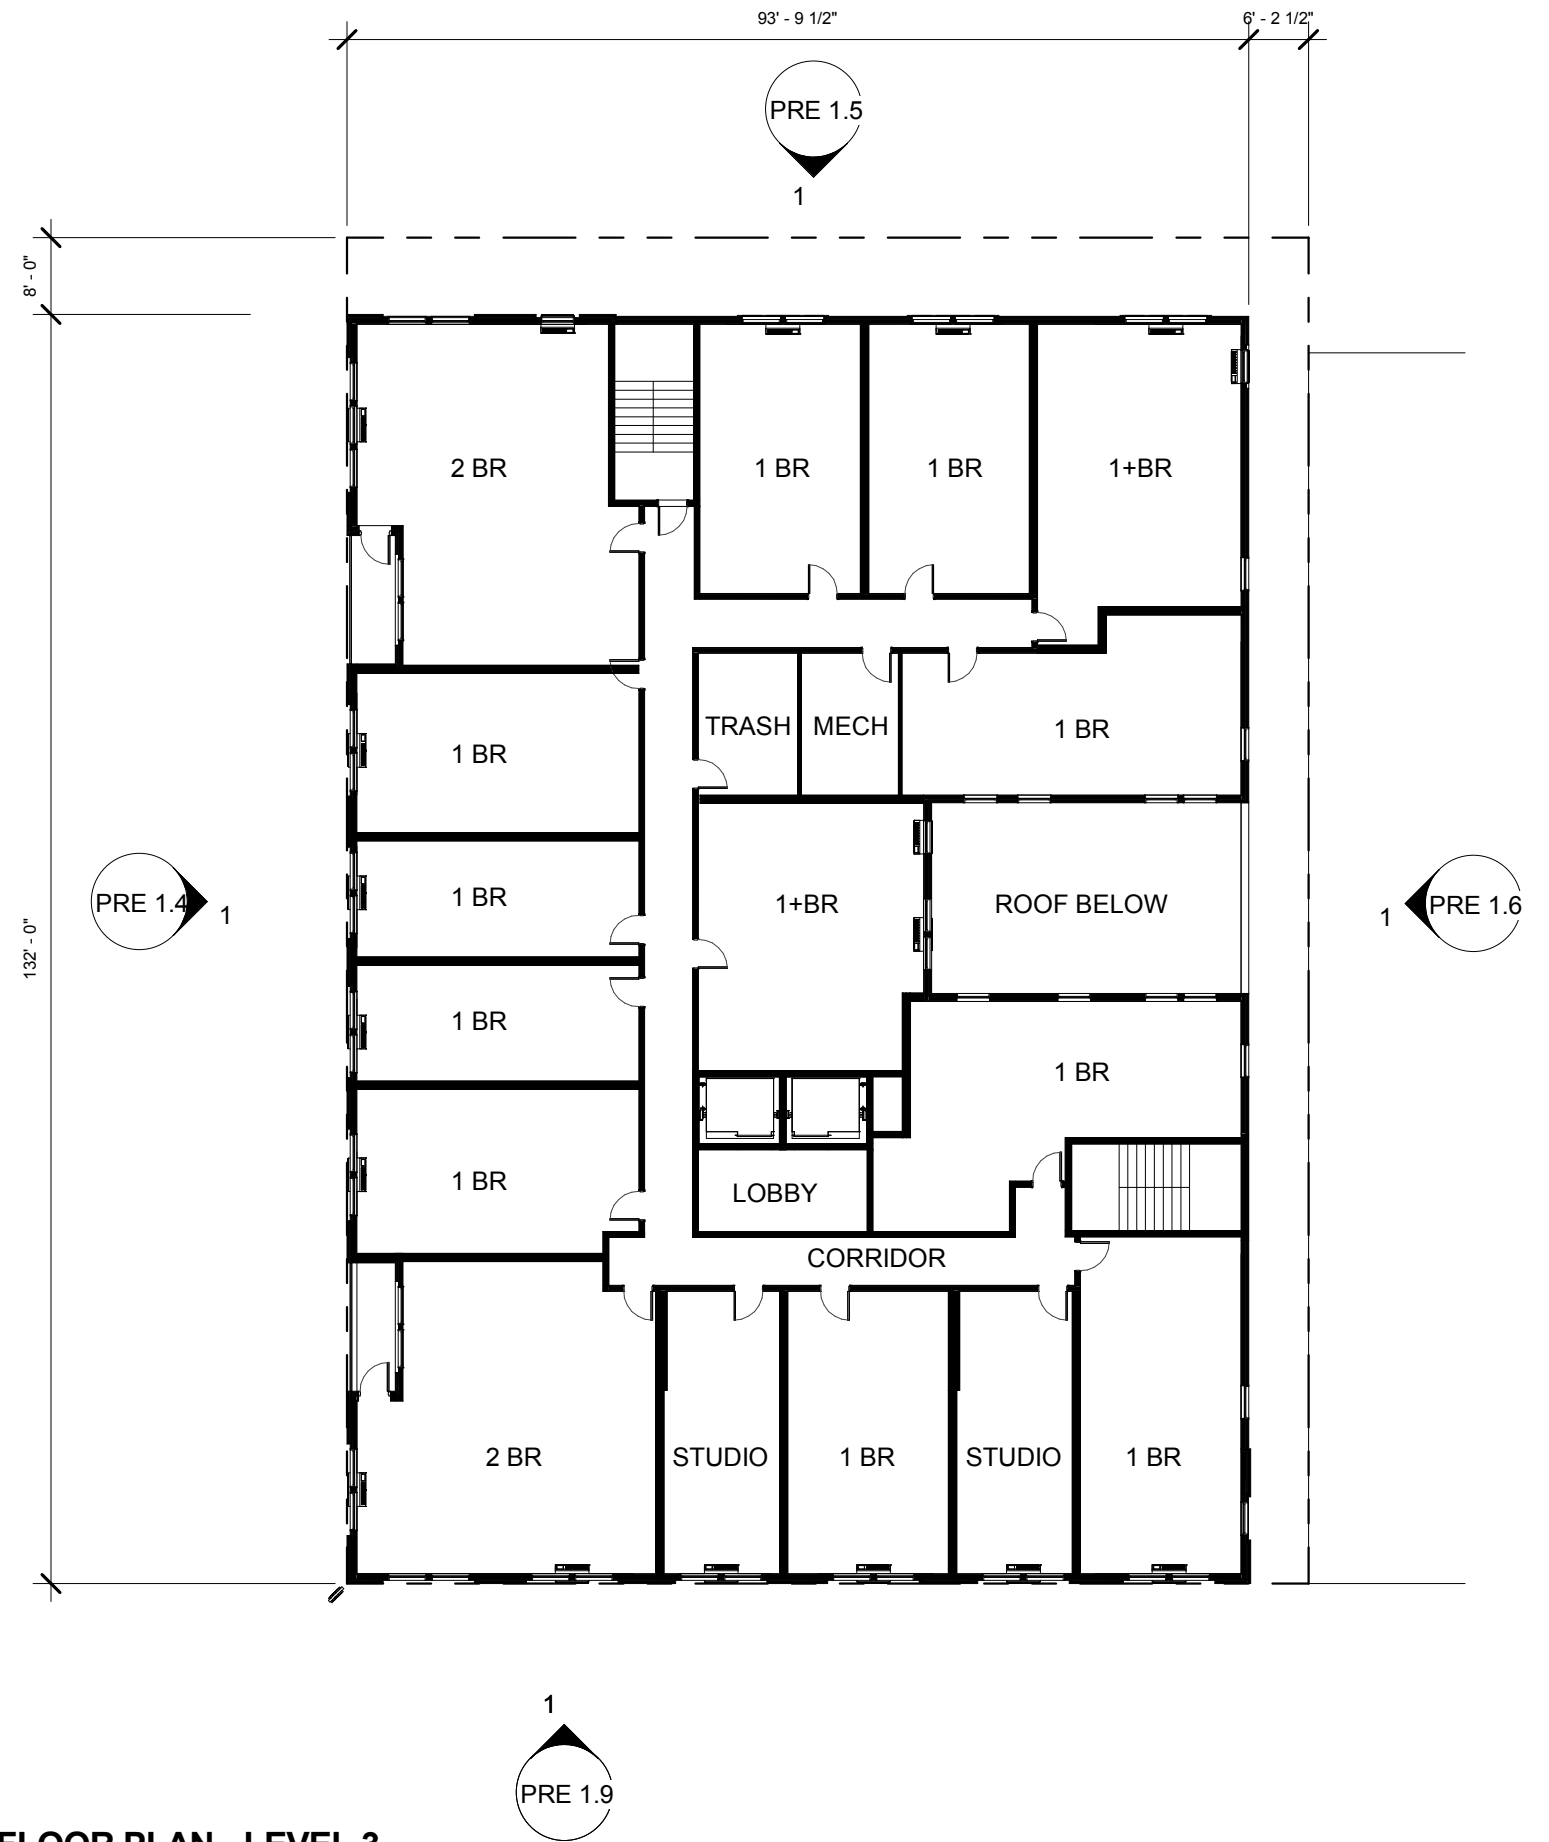 93' - 9 1/2"
6' - 2 1/2"
PRE 1.5
1
8' - 0"
2 BR
1 BR
1 BR
1+BR
TRASH
MECH
1 BR
1 BR
132' - 0"
PRE 1.4
1
1 BR
1+BR
ROOF BELOW
1
PRE 1.6
1 BR
1 BR
1 BR
LOBBY
CORRIDOR
2 BR
STUDIO
1 BR
STUDIO
1 BR
1
PRE 1.9
FLOOR PLAN - LEVEL